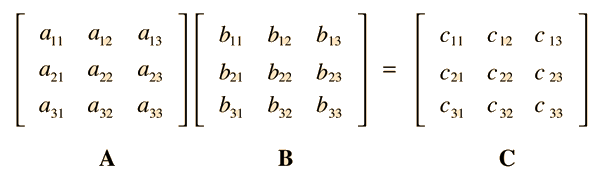 a₁₁ a₁₂ a₁₃ b₁₁ b₁₂ b₁₃ c₁₁ c₁₂ c₁₃
a₂₁ a₂₂ a₂₃ b₂₁ b₂₂ b₂₃ = c₂₁ c₂₂ c₂₃
a₃₁ a₃₂ a₃₃ b₃₁ b₃₂ b₃₃ c₃₁ c₃₂ c₃₃
A B C